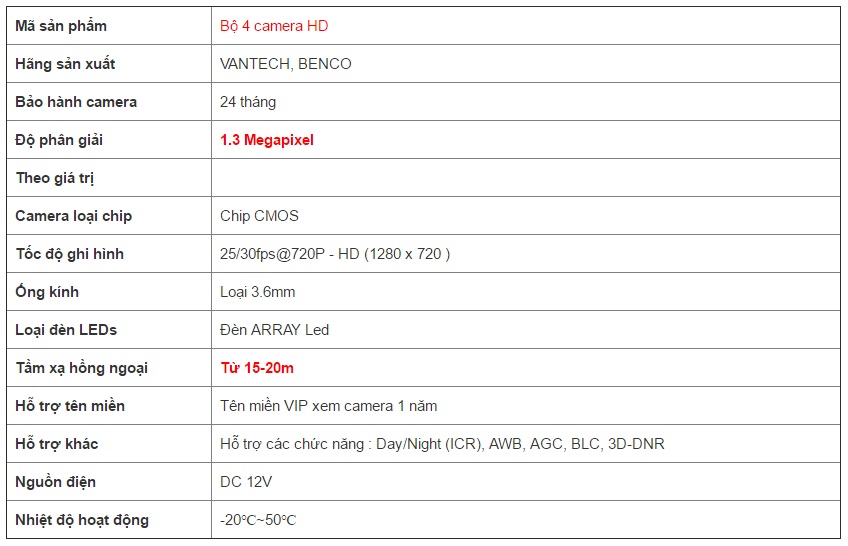 Mã sản phẩm Bộ 4 camera HD
Hãng sản xuất VANTECH, BENCO
Bảo hành camera 24 tháng
Độ phân giải 1.3 Megapixel
Theo giá trị
Camera loại chip Chip CMOS
Tốc độ ghi hình 25/30fps@720P - HD (1280 x 720 )
Ống kính Loại 3.6mm
Loại đèn LEDs Đèn ARRAY Led
Tầm xạ hồng ngoại Từ 15-20m
Hỗ trợ tên miền Tên miền VIP xem camera 1 năm
Hỗ trợ khác Hỗ trợ các chức năng : Day/Night (ICR), AWB, AGC, BLC, 3D-DNR
Nguồn điện DC 12V
Nhiệt độ hoạt động -20℃~50℃